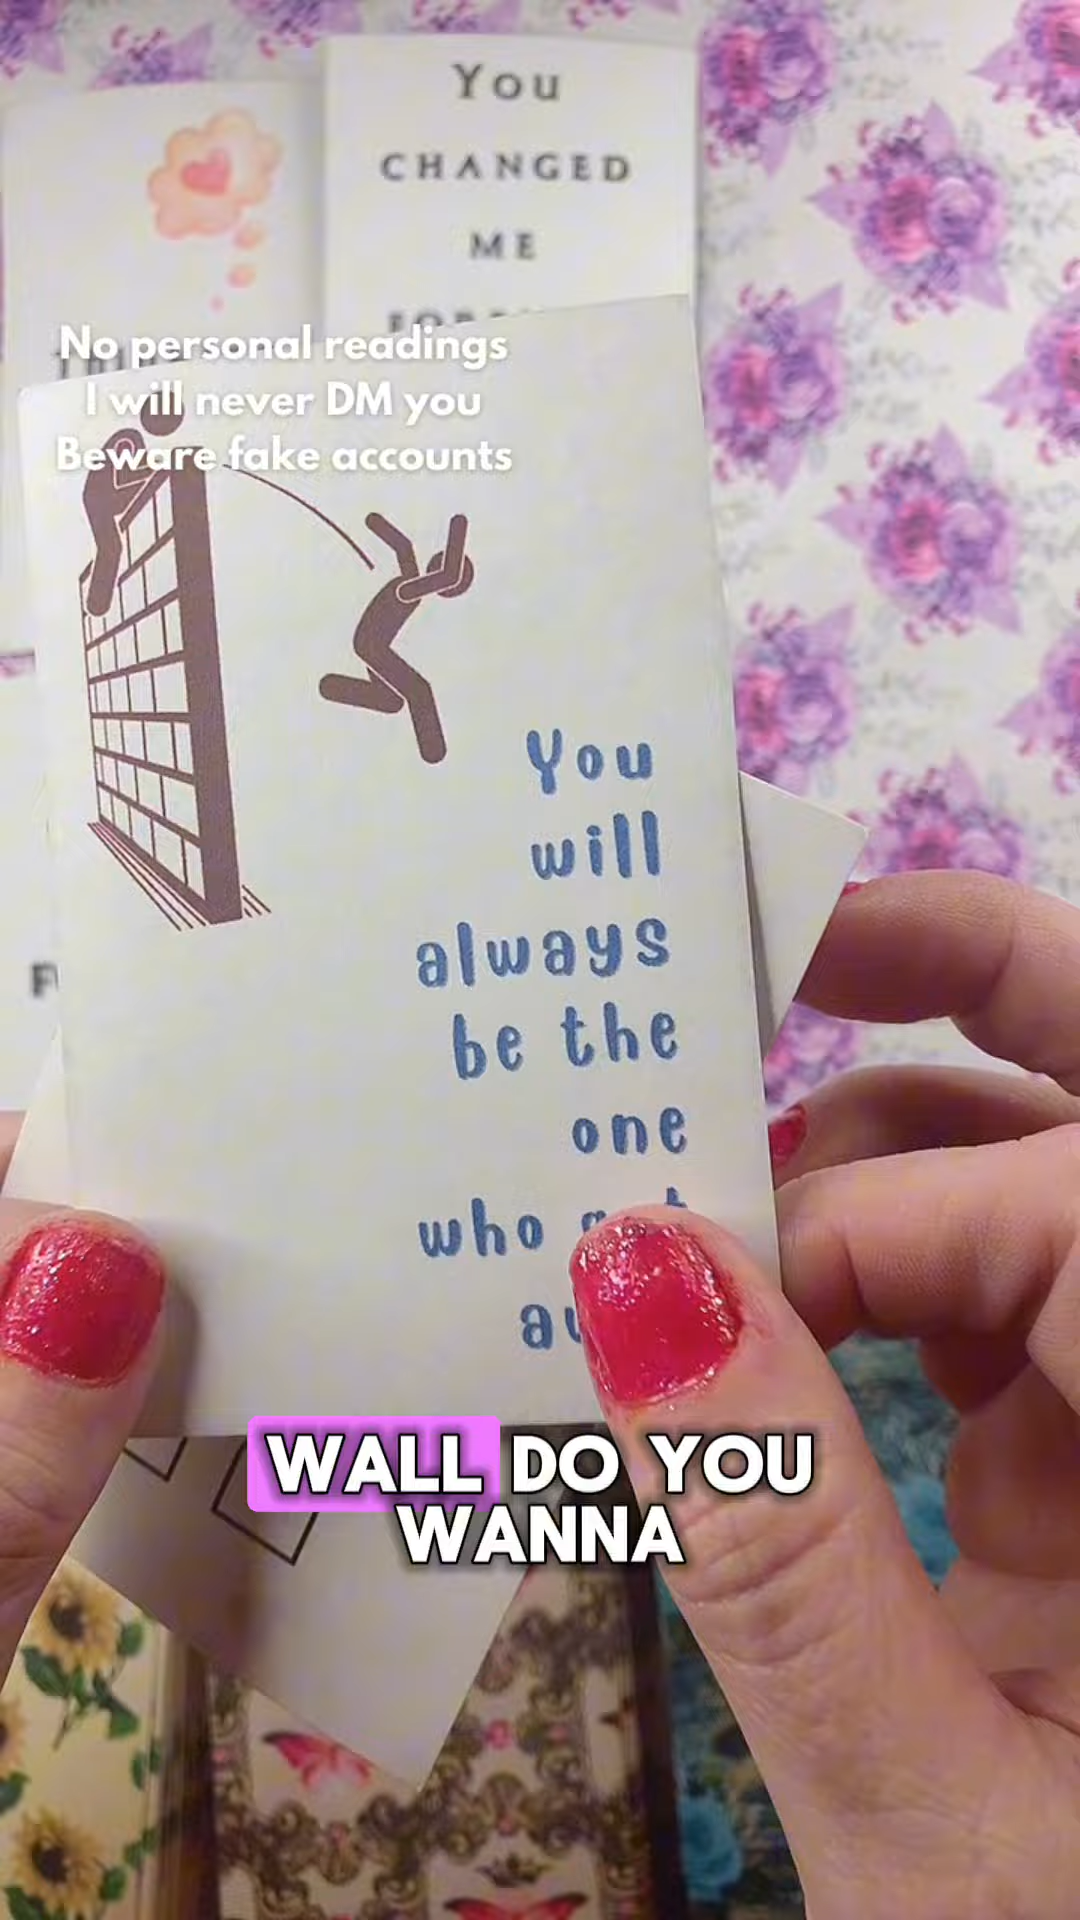 You
CHANGED
ME
No personal readings
I will never DM you
Beware fake accounts
You
will
always
be the
one
who
WALL DO YOU
WANNA